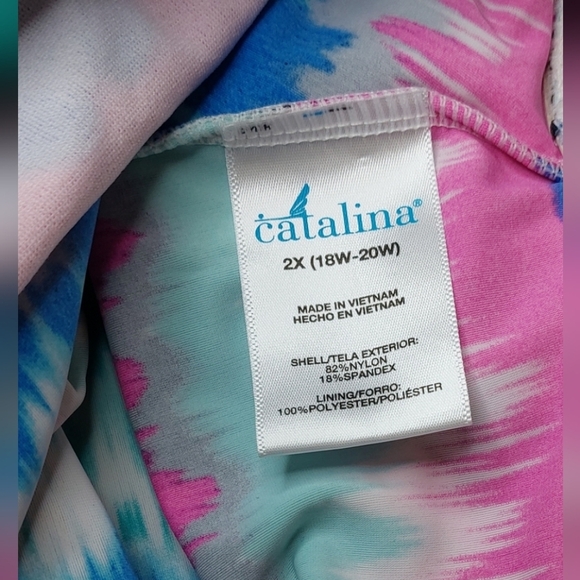 catalina®
2X (18W-20W)
MADE IN VIETNAM
HECHO EN VIETNAM
SHELL/TELA EXTERIOR:
82%NYLON
18%SPANDEX
LINING/FORRO:
100%POLYESTER/POLIÉSTER